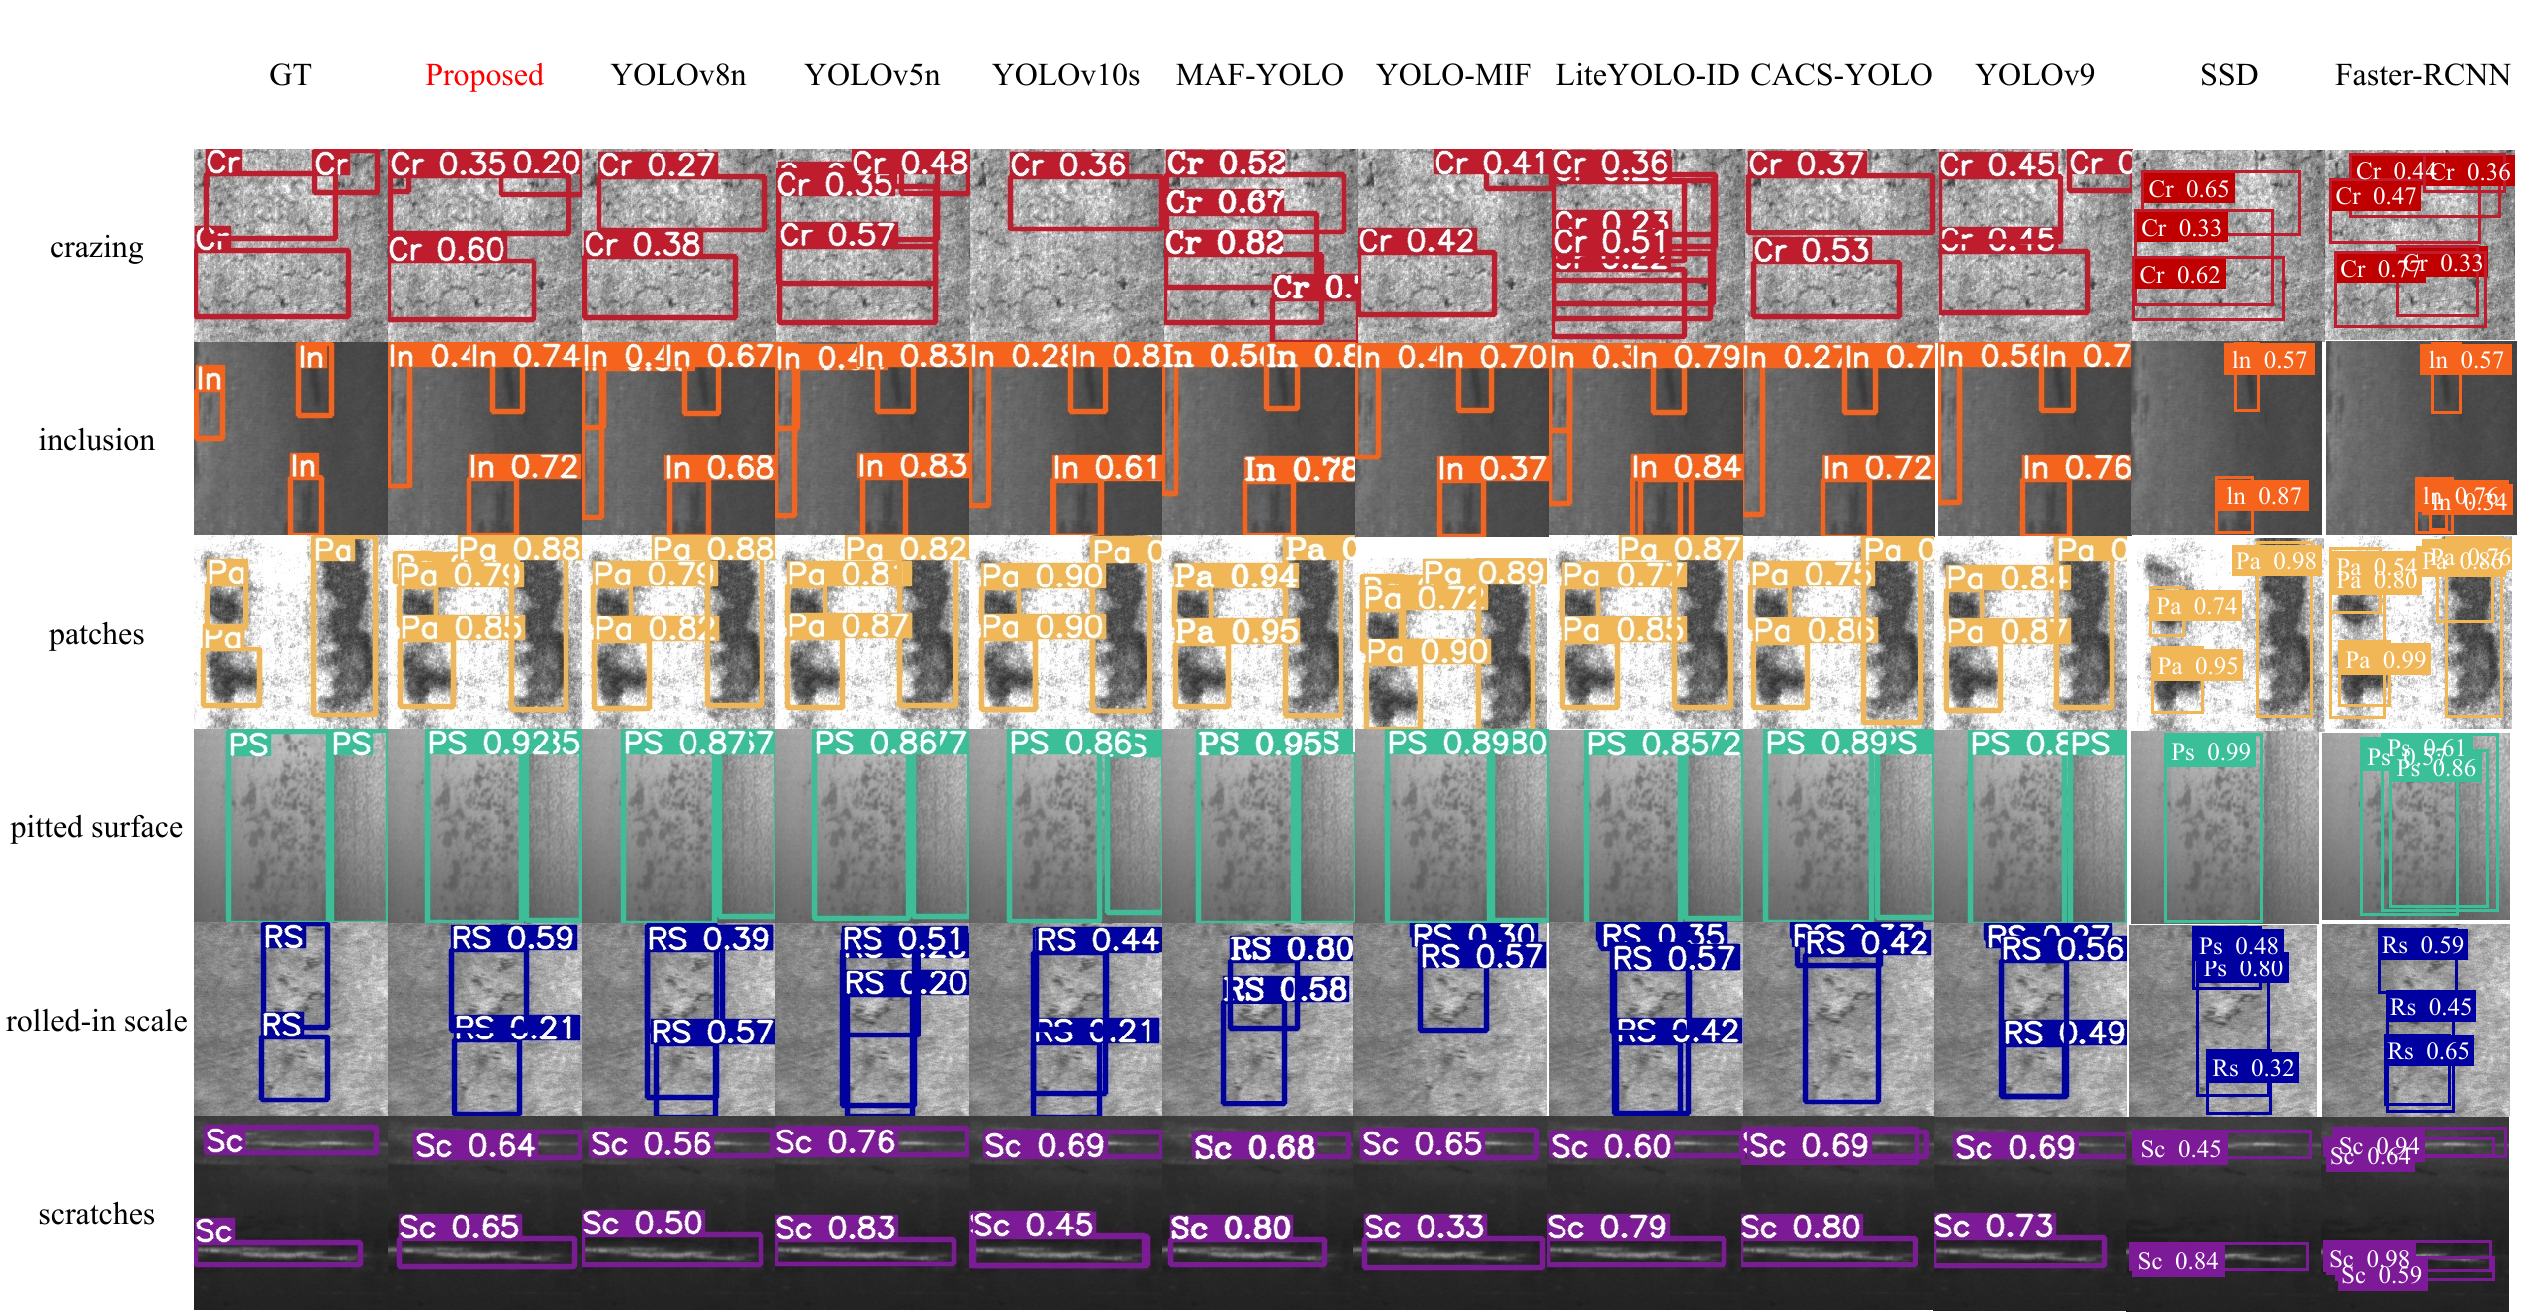 GT Proposed YOLOv8n YOLOv5n YOLOv10s MAF-YOLO YOLO-MIF LiteYOLO-ID CACS-YOLO YOLOv9 SSD Faster-RCNN
crazing
Cr Cr Cr
Cr 0.35 0.20
Cr 0.60
Cr 0.27
Cr 0.38
Cr 0.48
Cr 0.35
Cr 0.57
Cr 0.36
Cr 0.52
Cr 0.67
Cr 0.82
Cr 0.
Cr 0.41
Cr 0.42
Cr 0.36
Cr 0.23
Cr 0.51
Cr 0.22
Cr 0.37
Cr 0.53
Cr 0.45 Cr 0
Cr 0.45
Cr 0.65
Cr 0.33
Cr 0.62
Cr 0.44 Cr 0.36
Cr 0.47
Cr 0.77 Cr 0.33
inclusion
In In In
In 0.4 In 0.74
In 0.72
In 0.4 In 0.67
In 0.68
In 0.4 In 0.83
In 0.83
In 0.28 In 0.8
In 0.61
In 0.5 In 0.8
In 0.78
In 0.4 In 0.70
In 0.37
In 0.3 In 0.79
In 0.84
In 0.27 In 0.7
In 0.72
In 0.56 In 0.7
In 0.76
In 0.57
In 0.87
In 0.57
In 0.76
In 0.34
patches
Pa Pa Pa
Pa 0.88
Pa 0.79
Pa 0.85
Pa 0.88
Pa 0.79
Pa 0.82
Pa 0.82
Pa 0.81
Pa 0.87
Pa 0
Pa 0.90
Pa 0.90
Pa 0
Pa 0.94
Pa 0.95
Pa 0.89
Pa 0.72
Pa 0.90
Pa 0.87
Pa 0.77
Pa 0.85
Pa 0
Pa 0.75
Pa 0.86
Pa 0
Pa 0.84
Pa 0.87
Pa 0.98
Pa 0.74
Pa 0.95
Pa 0.76
Pa 0.86
Pa 0.54
Pa 0.80
Pa 0.99
pitted surface
PS PS
PS 0.92 35
PS 0.87 7
PS 0.86 77
PS 0.86 S
PS 0.95 S
PS 0.89 80
PS 0.85 72
PS 0.89 PS
PS 0.8 PS
Ps 0.99
Ps 0.61
Ps 0.57
Ps 0.86
rolled-in scale
RS
RS
RS 0.59
RS 0.21
RS 0.39
RS 0.57
RS 0.51
RS 0.20
RS 0.44
RS 0.21
RS 0.80
RS 0.58
RS 0.30
RS 0.57
RS 0.35
RS 0.57
RS 0.42
RS 0.42
RS 0.27
RS 0.56
RS 0.49
Ps 0.48
Ps 0.80
Rs 0.32
Rs 0.59
Rs 0.45
Rs 0.65
scratches
Sc
Sc
Sc 0.64
Sc 0.65
Sc 0.56
Sc 0.50
Sc 0.76
Sc 0.83
Sc 0.69
Sc 0.45
Sc 0.68
Sc 0.80
Sc 0.65
Sc 0.33
Sc 0.60
Sc 0.79
Sc 0.69
Sc 0.80
Sc 0.69
Sc 0.73
Sc 0.45
Sc 0.84
Sc 0.94
Sc 0.64
Sc 0.98
Sc 0.59